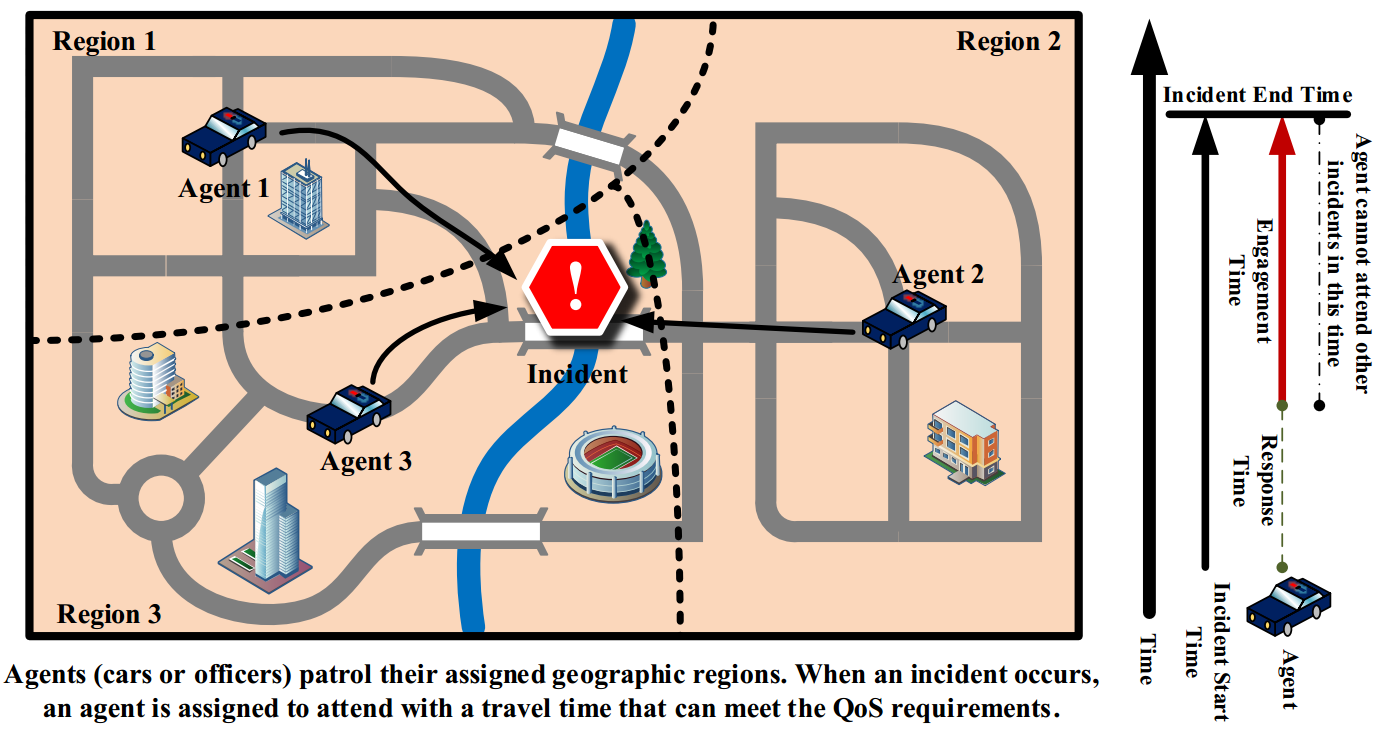 Region 1
Region 2
Agent 1
Agent 2
Incident
Agent 3
Region 3
Agents (cars or officers) patrol their assigned geographic regions. When an incident occurs,
an agent is assigned to attend with a travel time that can meet the QoS requirements.
Incident End Time
Agent cannot attend other
incidents in this time
Engagement
Time
Response
Time
Time
Incident Start
Time
Agent
!